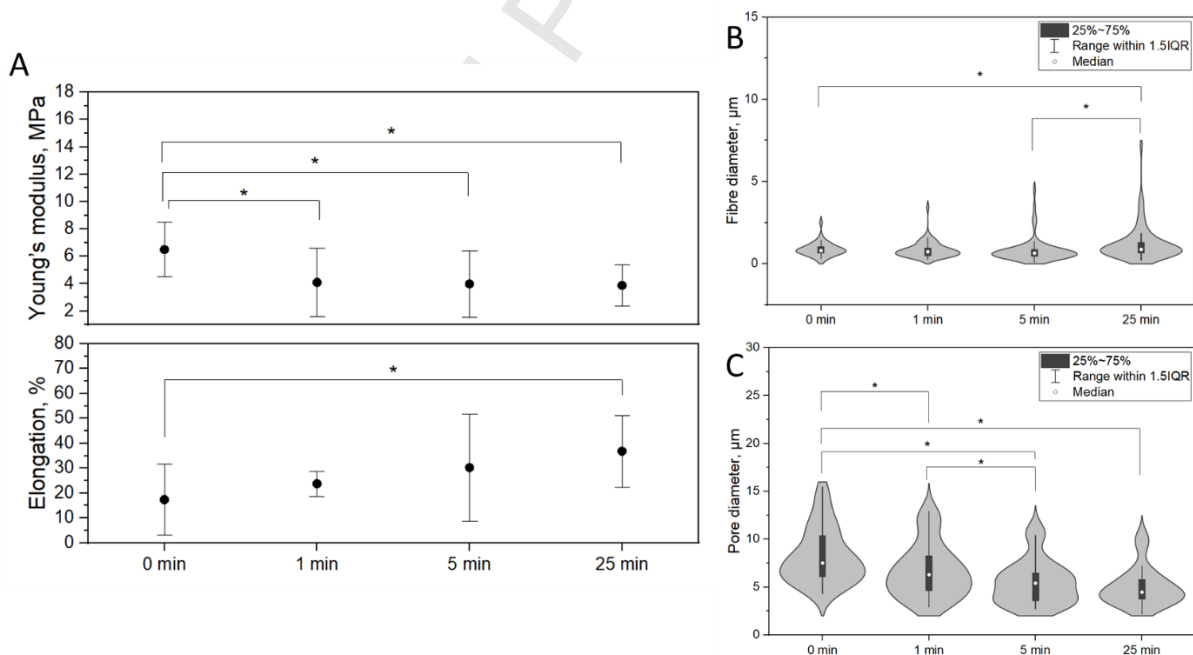 A
Young's modulus, MPa
18
16
14
12
10
8
6
4
2
*
*
*
Elongation, %
80
70
60
50
40
30
20
10
0
*
0 min
1 min
5 min
25 min
B
Fibre diameter, µm
15
10
5
0
25%~75%
Range within 1.5IQR
Median
*
*
0 min
1 min
5 min
25 min
C
Pore diameter, µm
30
25
20
15
10
5
0
25%~75%
Range within 1.5IQR
Median
*
*
*
*
0 min
1 min
5 min
25 min